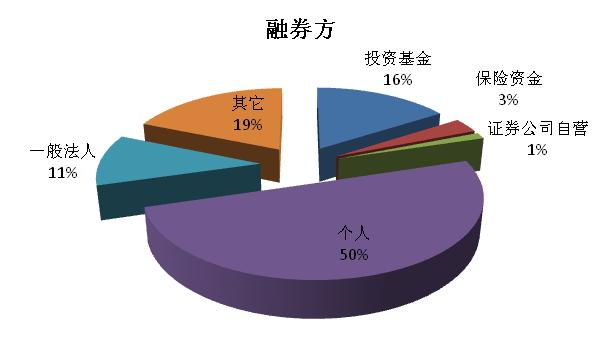 融券方
投资基金
16%
保险资金
3%
证券公司自营
1%
个人
50%
一般法人
11%
其它
19%